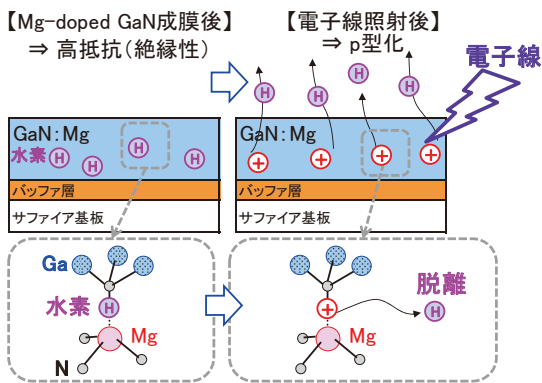 【Mg-doped GaN成膜後】
⇒ 高抵抗(絶縁性)
【電子線照射後】
⇒ p型化
電子線
H
H
H
H
GaN:Mg
水素
H
H
H
H
バッファ層
サファイア基板
GaN:Mg
+
+
+
+
バッファ層
サファイア基板
Ga
水素
H
Mg
N
+
Mg
脱離
H